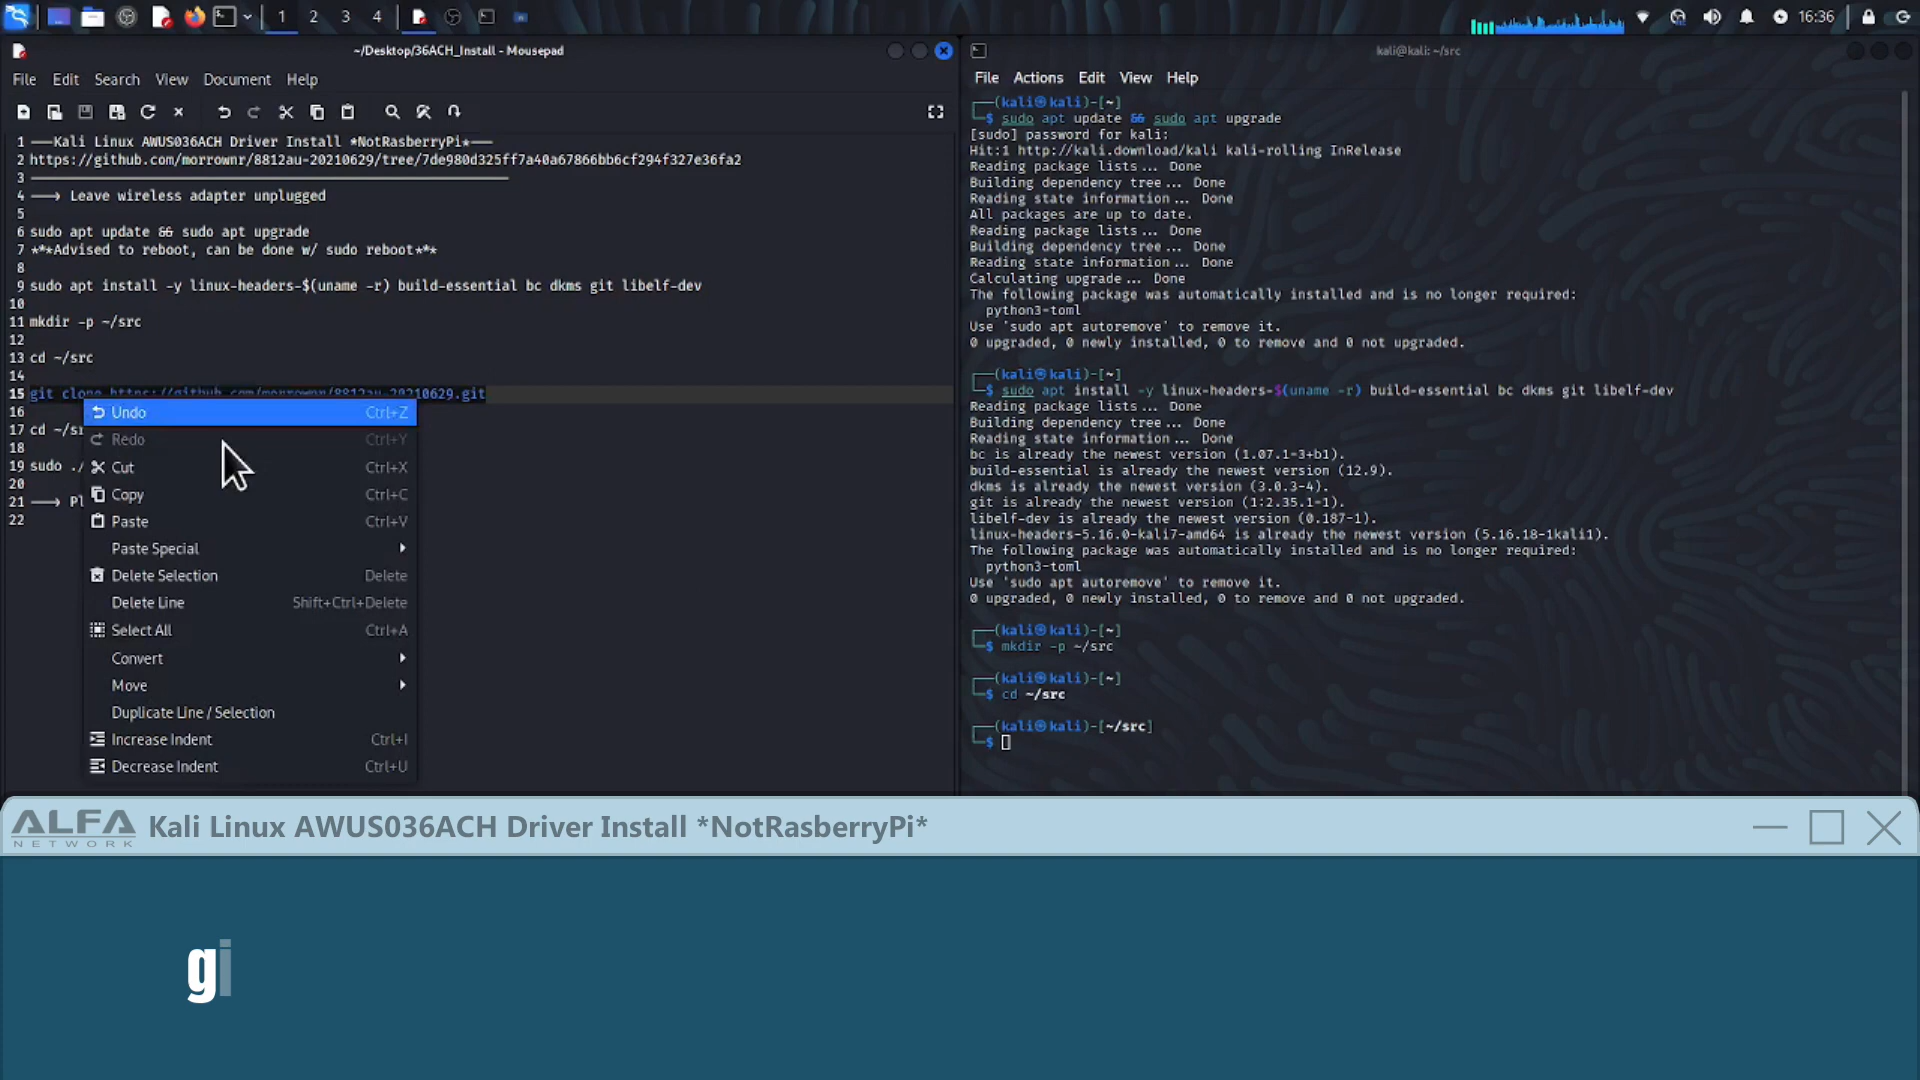 1 2 3 4
16:36
~/Desktop/36ACH_Install - Mousepad
File Edit Search View Document Help
1 ──Kali Linux AWUS036ACH Driver Install *NotRasberryPi*──
2 https://github.com/morrownr/8812au-20210629/tree/7de980d325ff7a40a67866bb6cf294f327e36fa2
3
4 ──⟩ Leave wireless adapter unplugged
5
6 sudo apt update && sudo apt upgrade
7 ***Advised to reboot, can be done w/ sudo reboot***
8
9 sudo apt install -y linux-headers-$(uname -r) build-essential bc dkms git libelf-dev
10
11 mkdir -p ~/src
12
13 cd ~/src
14
15 git clone https://github.com/morrownr/8812au-20210629.git
16
17 cd ~/sr
18
19 sudo ./
20
21 ──⟩ Pl
22
Undo Ctrl+Z
Redo Ctrl+Y
Cut Ctrl+X
Copy Ctrl+C
Paste Ctrl+V
Paste Special
Delete Selection Delete
Delete Line Shift+Ctrl+Delete
Select All Ctrl+A
Convert
Move
Duplicate Line / Selection
Increase Indent Ctrl+I
Decrease Indent Ctrl+U
kali@kali: ~/src
File Actions Edit View Help
┌──(kali㉿kali)-[~]
└─$ sudo apt update && sudo apt upgrade
[sudo] password for kali:
Hit:1 http://kali.download/kali kali-rolling InRelease
Reading package lists... Done
Building dependency tree... Done
Reading state information... Done
All packages are up to date.
Reading package lists... Done
Building dependency tree... Done
Reading state information... Done
Calculating upgrade... Done
The following package was automatically installed and is no longer required:
python3-toml
Use 'sudo apt autoremove' to remove it.
0 upgraded, 0 newly installed, 0 to remove and 0 not upgraded.
┌──(kali㉿kali)-[~]
└─$ sudo apt install -y linux-headers-$(uname -r) build-essential bc dkms git libelf-dev
Reading package lists... Done
Building dependency tree... Done
Reading state information... Done
bc is already the newest version (1.07.1-3+b1).
build-essential is already the newest version (12.9).
dkms is already the newest version (3.0.3-4).
git is already the newest version (1:2.35.1-1).
libelf-dev is already the newest version (0.187-1).
linux-headers-5.16.0-kali7-amd64 is already the newest version (5.16.18-1kali1).
The following package was automatically installed and is no longer required:
python3-toml
Use 'sudo apt autoremove' to remove it.
0 upgraded, 0 newly installed, 0 to remove and 0 not upgraded.
┌──(kali㉿kali)-[~]
└─$ mkdir -p ~/src
┌──(kali㉿kali)-[~]
└─$ cd ~/src
┌──(kali㉿kali)-[~/src]
└─$
ALFA
NETWORK
Kali Linux AWUS036ACH Driver Install *NotRasberryPi*
gi